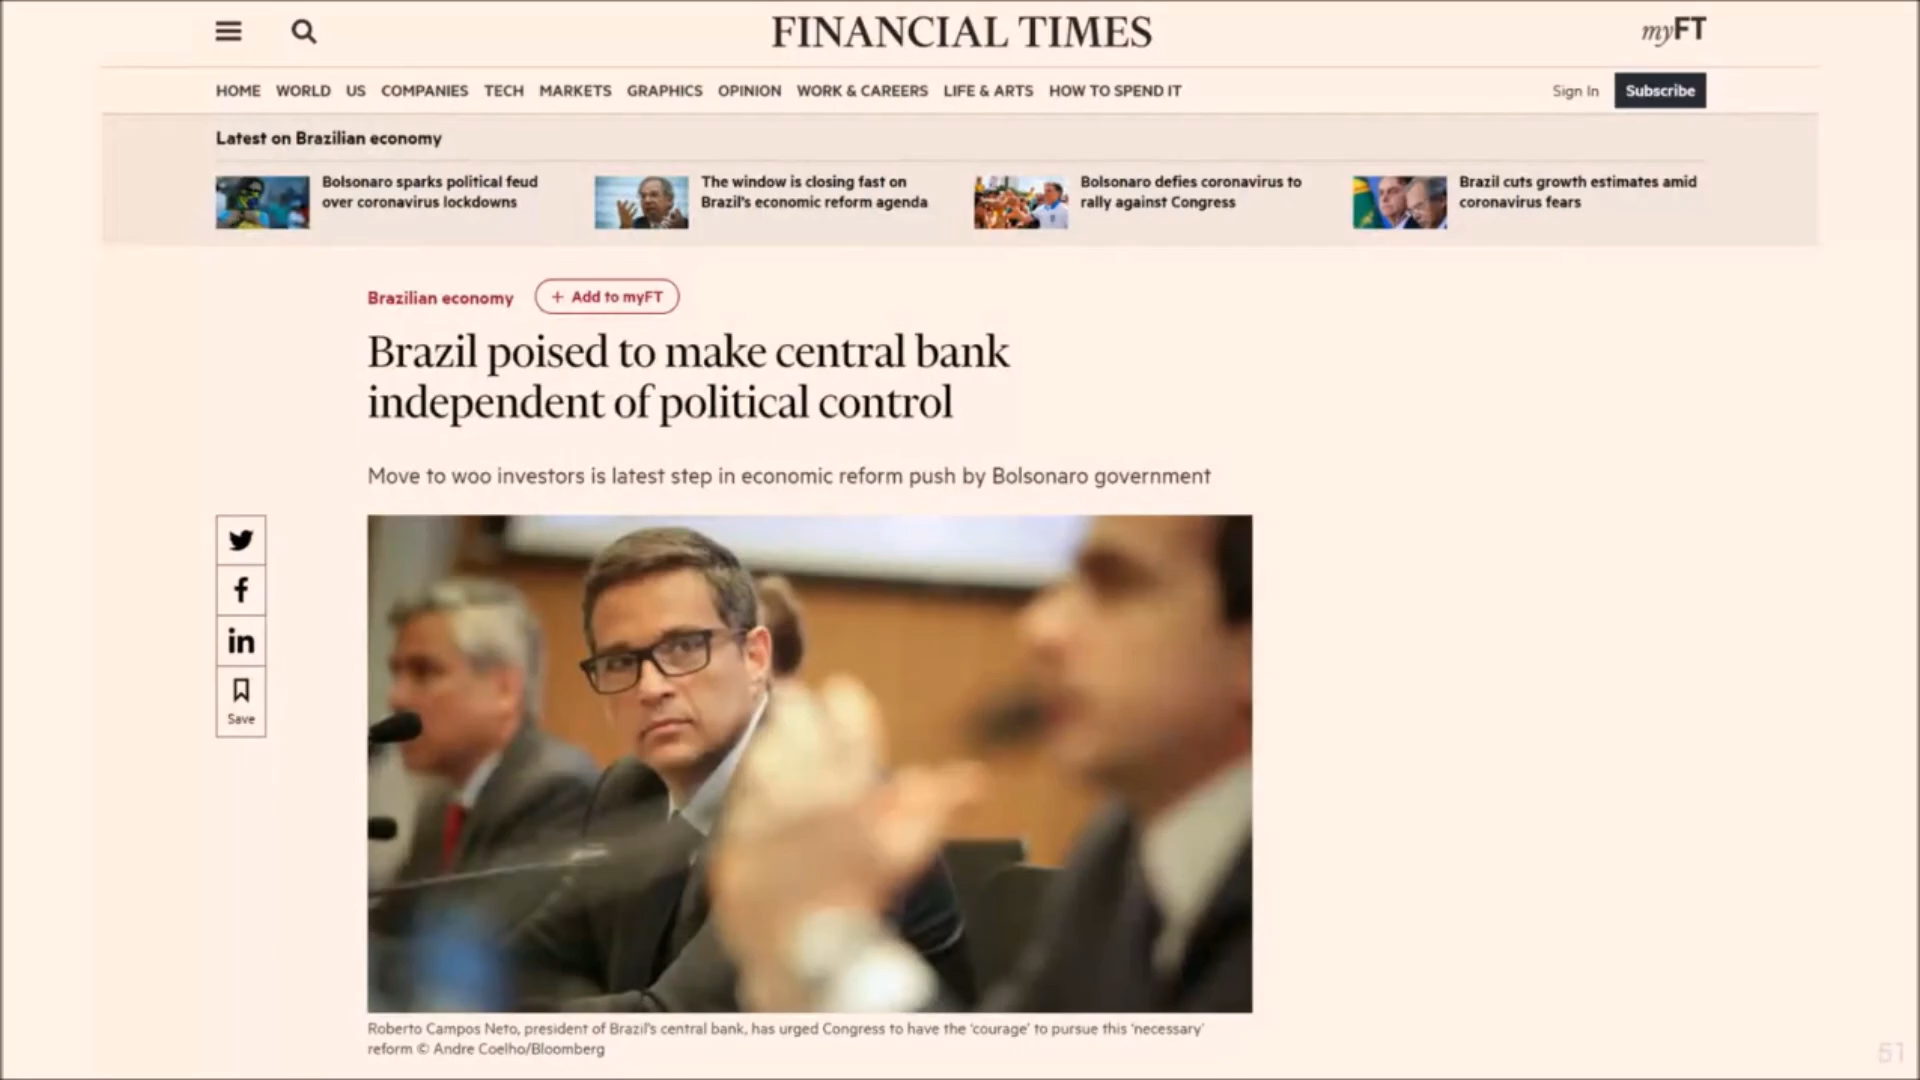 FINANCIAL TIMES
myFT
HOME WORLD US COMPANIES TECH MARKETS GRAPHICS OPINION WORK & CAREERS LIFE & ARTS HOW TO SPEND IT
Sign In Subscribe
Latest on Brazilian economy
Bolsonaro sparks political feud
over coronavirus lockdowns
The window is closing fast on
Brazil's economic reform agenda
Bolsonaro defies coronavirus to
rally against Congress
Brazil cuts growth estimates amid
coronavirus fears
Brazilian economy + Add to myFT
Brazil poised to make central bank
independent of political control
Move to woo investors is latest step in economic reform push by Bolsonaro government
f
in
Save
Roberto Campos Neto, president of Brazil's central bank, has urged Congress to have the 'courage' to pursue this 'necessary'
reform © Andre Coelho/Bloomberg
51